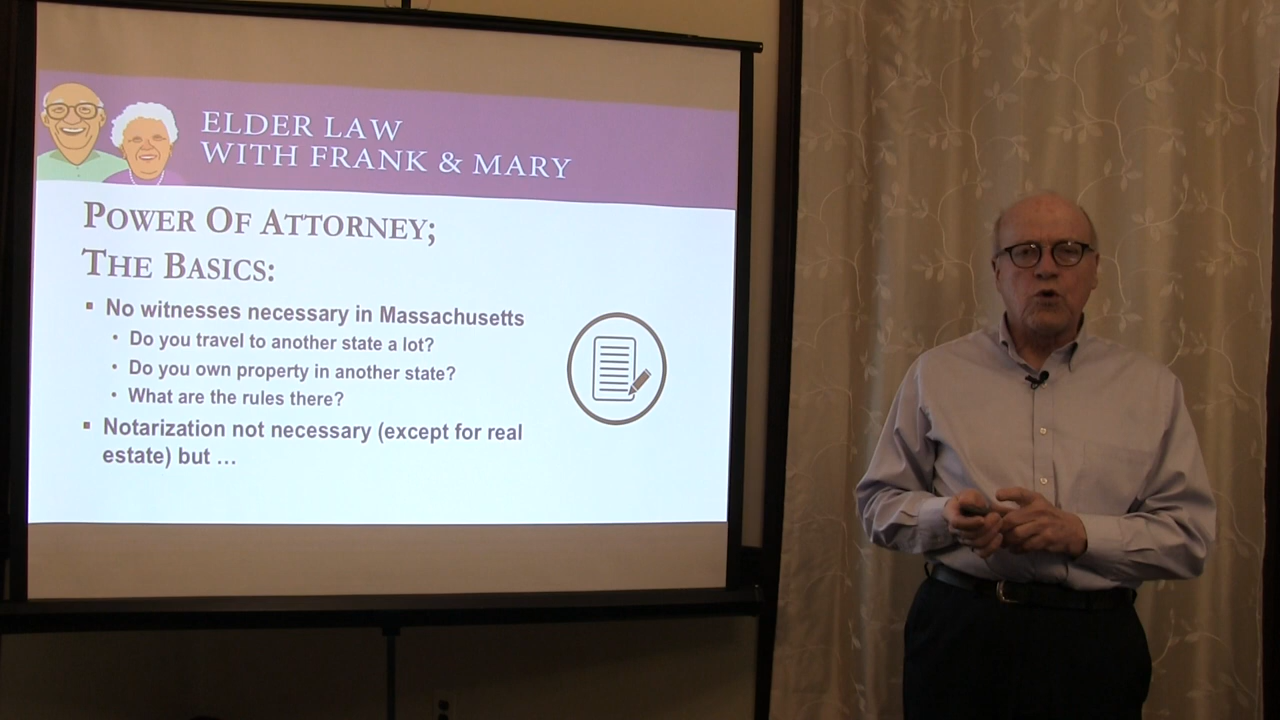 ELDER LAW
WITH FRANK & MARY
POWER OF ATTORNEY;
THE BASICS:
▪ No witnesses necessary in Massachusetts
• Do you travel to another state a lot?
• Do you own property in another state?
• What are the rules there?
▪ Notarization not necessary (except for real
estate) but …